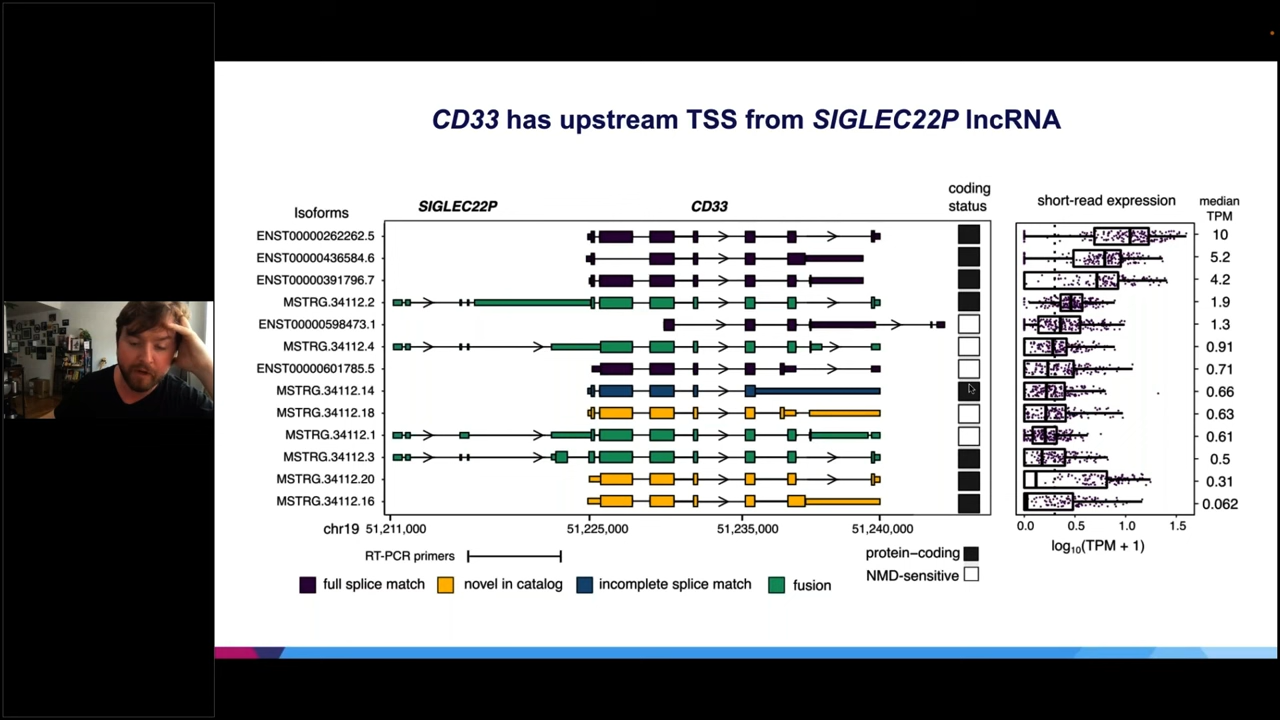 CD33 has upstream TSS from SIGLEC22P lncRNA
Isoforms
SIGLEC22P
CD33
coding
status
short-read expression
median
TPM
ENST00000262262.5
10
ENST00000436584.6
5.2
ENST00000391796.7
4.2
MSTRG.34112.2
1.9
ENST00000598473.1
1.3
MSTRG.34112.4
0.91
ENST00000601785.5
0.71
MSTRG.34112.14
0.66
MSTRG.34112.18
0.63
MSTRG.34112.1
0.61
MSTRG.34112.3
0.5
MSTRG.34112.20
0.31
MSTRG.34112.16
0.062
chr19 51,211,000 51,225,000 51,235,000 51,240,000
0.0 0.5 1.0 1.5
log10(TPM + 1)
RT-PCR primers
protein-coding
NMD-sensitive
full splice match
novel in catalog
incomplete splice match
fusion